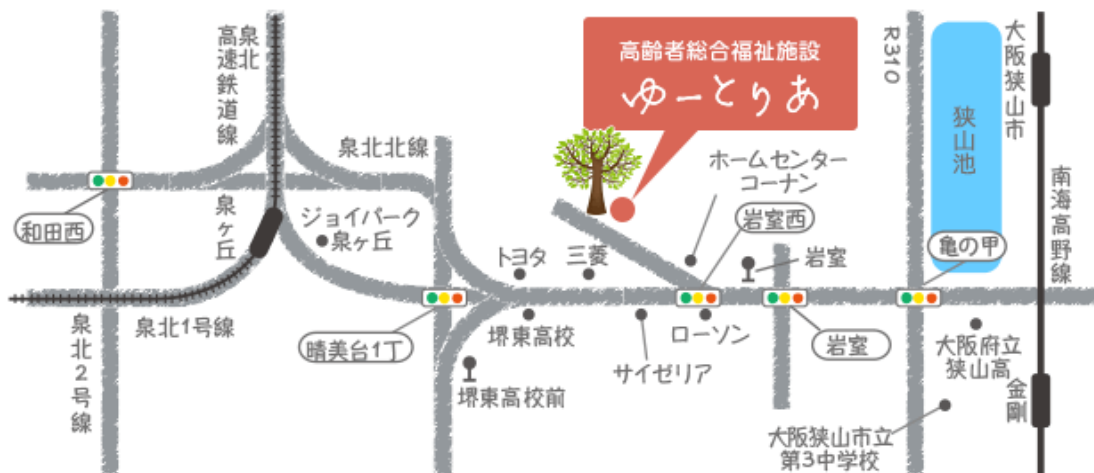 泉北
高速鉄道線
高齢者総合福祉施設
ゆーとりあ
R310
狭山池
大阪狭山市
泉北北線
ホームセンター
コーナン
南海高野線
和田西
泉ヶ丘
ジョイパーク
泉ヶ丘
岩室西
亀の甲
トヨタ
三菱
岩室
泉北1号線
泉北2号線
晴美台1丁
堺東高校
サイゼリア
ローソン
岩室
大阪府立
狭山高
堺東高校前
金剛
大阪狭山市立
第3中学校